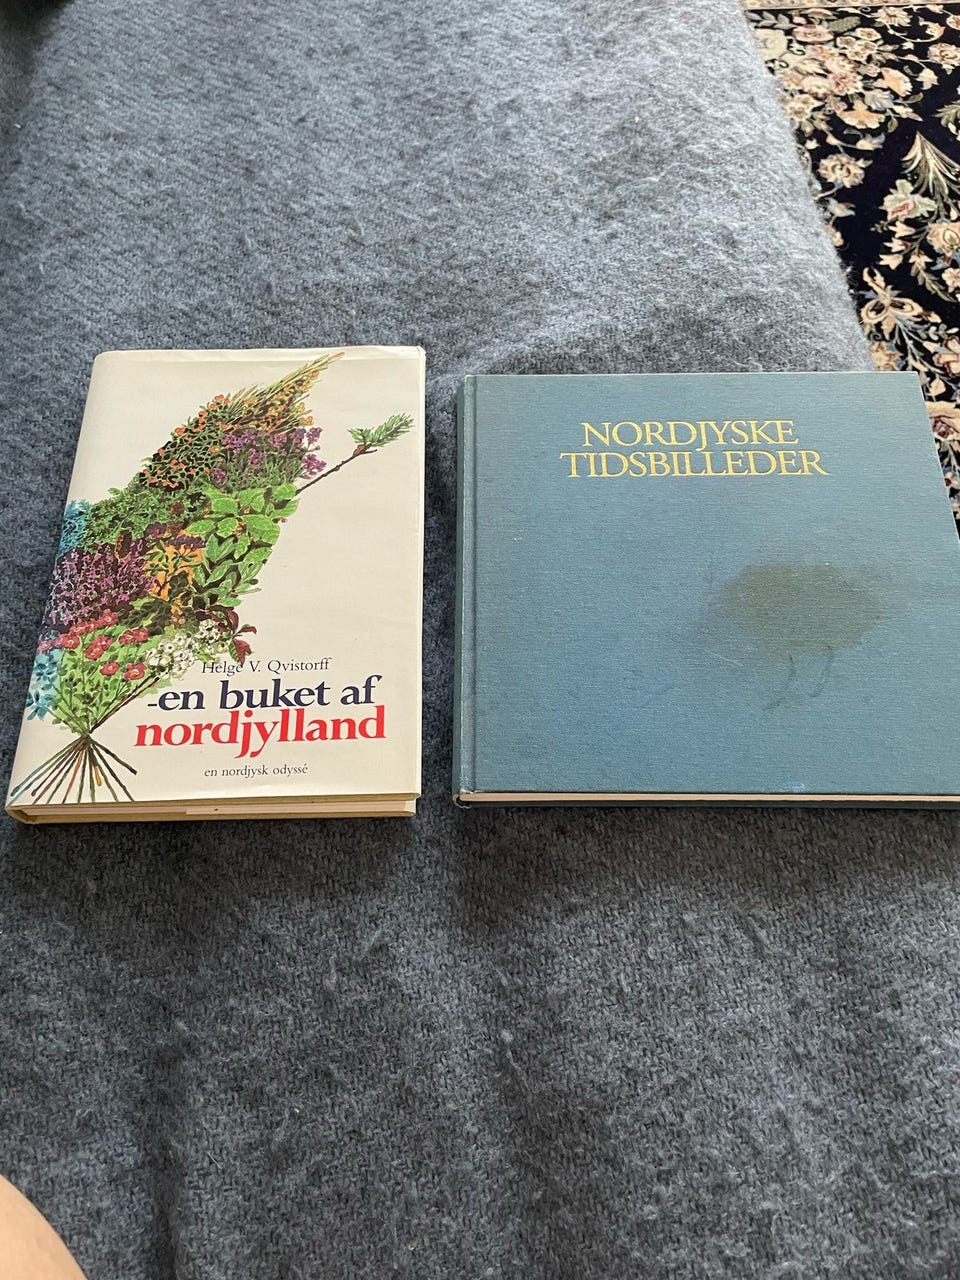 Helge V. Qvistorff
-en buket af
nordjylland
en nordjysk odyssé
NORDJYSKE
TIDSBILLEDER